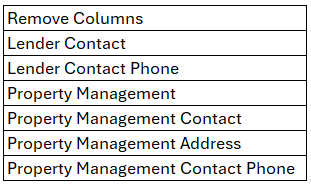 Remove Columns
Lender Contact
Lender Contact Phone
Property Management
Property Management Contact
Property Management Address
Property Management Contact Phone